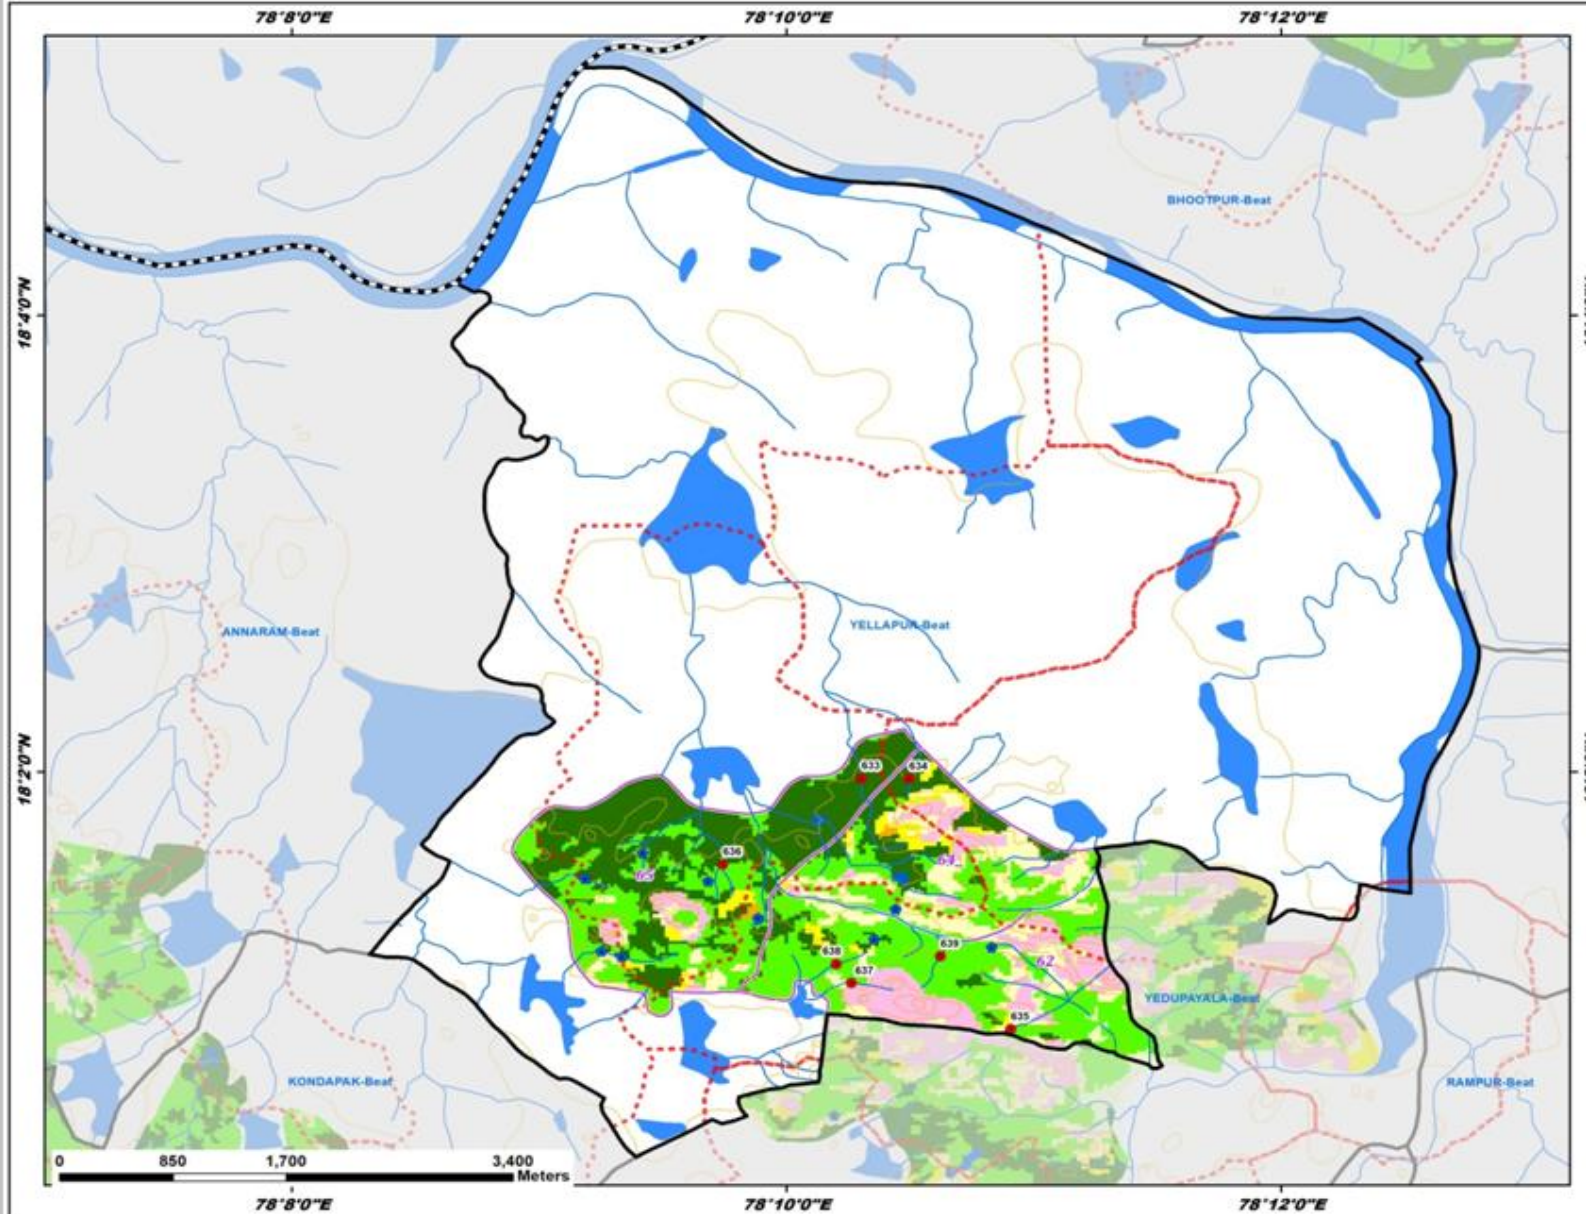 78°8'0"E 78°10'0"E 78°12'0"E
BHOOTPUR-Beat
18°4'0"N
ANNARAM-Beat
YELLAPUR-Beat
18°2'0"N
633 634
636
65
64
638 639
637
62
635
YEDUPAYALA-Beat
KONDAPAK-Beat
RAMPUR-Beat
0 850 1,700 3,400
Meters
78°8'0"E 78°10'0"E 78°12'0"E